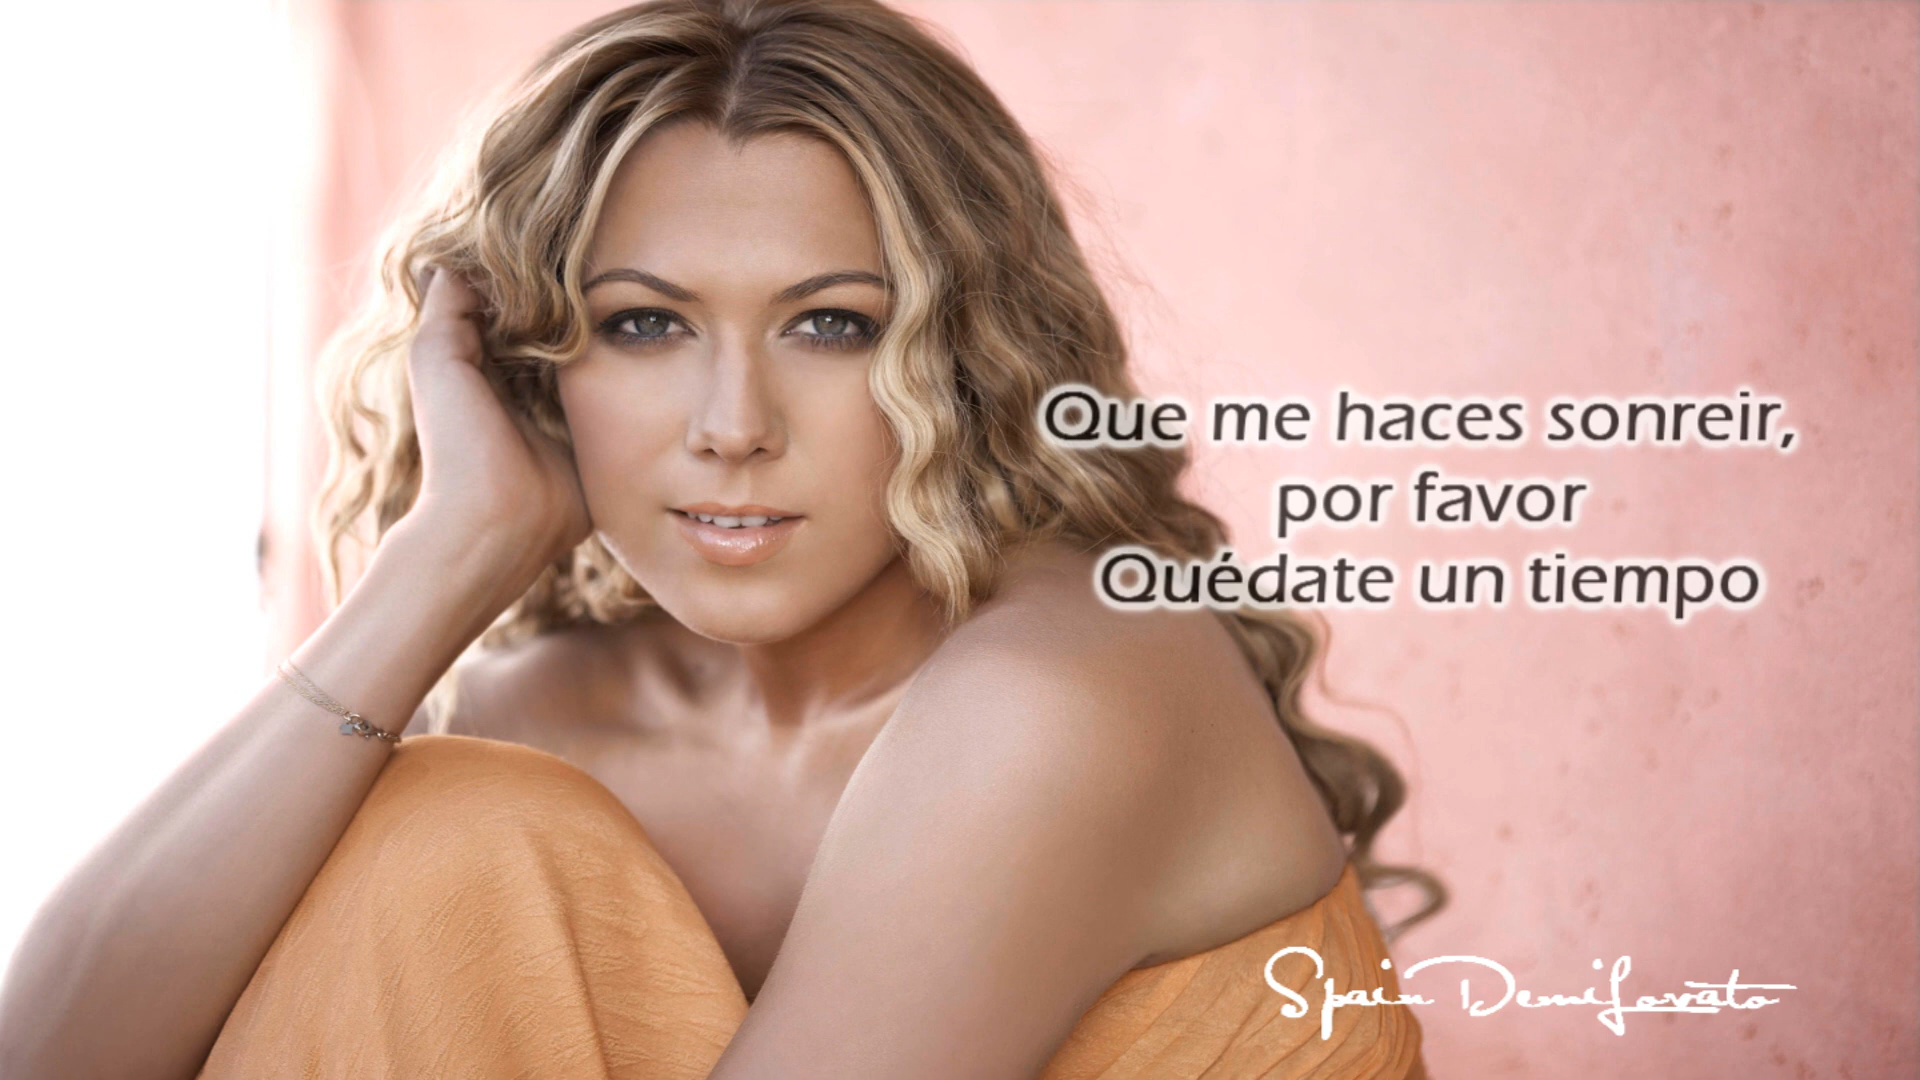 Que me haces sonreir,
por favor
Quédate un tiempo
Spain DemiLovato